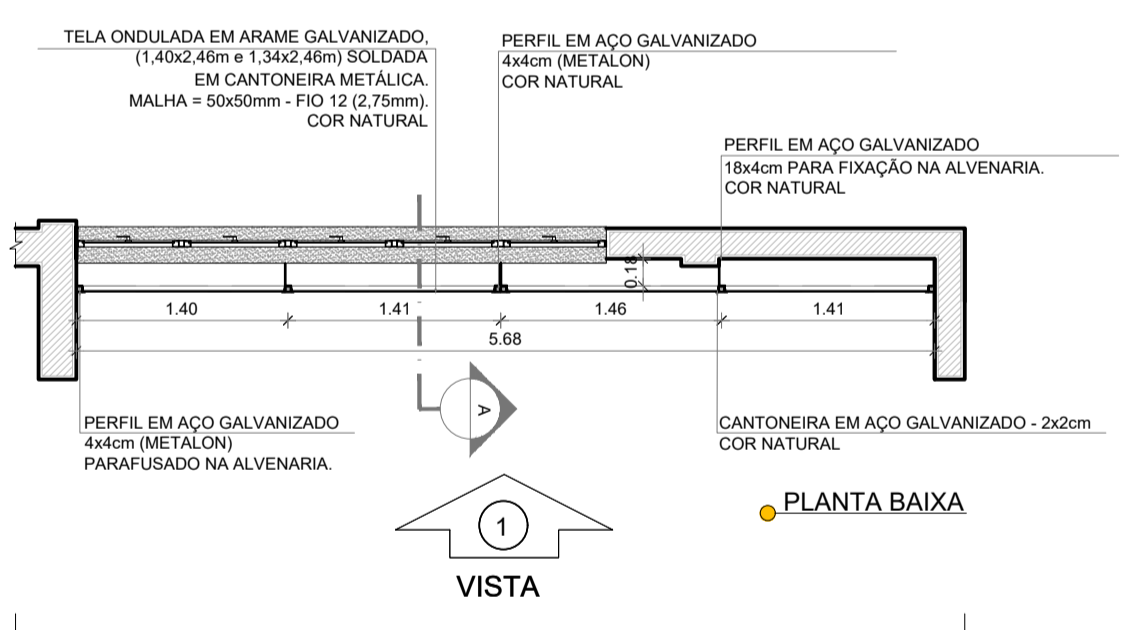 TELA ONDULADA EM ARAME GALVANIZADO,
(1,40x2,46m e 1,34x2,46m) SOLDADA
EM CANTONEIRA METÁLICA.
MALHA = 50x50mm - FIO 12 (2,75mm).
COR NATURAL
PERFIL EM AÇO GALVANIZADO
4x4cm (METALON)
COR NATURAL
PERFIL EM AÇO GALVANIZADO
18x4cm PARA FIXAÇÃO NA ALVENARIA.
COR NATURAL
0.18
1.40
1.41
1.46
1.41
5.68
A
PERFIL EM AÇO GALVANIZADO
4x4cm (METALON)
PARAFUSADO NA ALVENARIA.
CANTONEIRA EM AÇO GALVANIZADO - 2x2cm
COR NATURAL
PLANTA BAIXA
1
VISTA